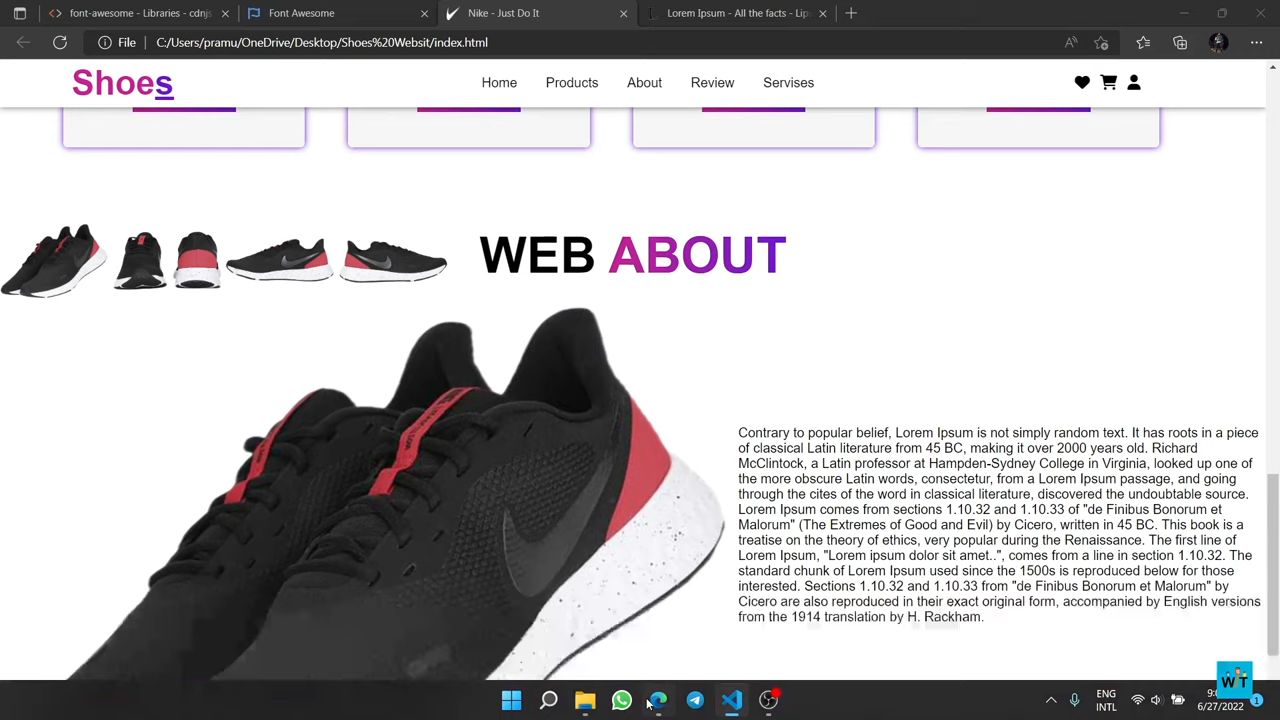 font-awesome - Libraries - cdnjs
Font Awesome
Nike - Just Do It
Lorem Ipsum - All the facts - Lip
File
C:/Users/pramu/OneDrive/Desktop/Shoes%20Websit/index.html
Shoes
Home
Products
About
Review
Servises
WEB ABOUT
Contrary to popular belief, Lorem Ipsum is not simply random text. It has roots in a piece
of classical Latin literature from 45 BC, making it over 2000 years old. Richard
McClintock, a Latin professor at Hampden-Sydney College in Virginia, looked up one of
the more obscure Latin words, consectetur, from a Lorem Ipsum passage, and going
through the cites of the word in classical literature, discovered the undoubtable source.
Lorem Ipsum comes from sections 1.10.32 and 1.10.33 of "de Finibus Bonorum et
Malorum" (The Extremes of Good and Evil) by Cicero, written in 45 BC. This book is a
treatise on the theory of ethics, very popular during the Renaissance. The first line of
Lorem Ipsum, "Lorem ipsum dolor sit amet..", comes from a line in section 1.10.32. The
standard chunk of Lorem Ipsum used since the 1500s is reproduced below for those
interested. Sections 1.10.32 and 1.10.33 from "de Finibus Bonorum et Malorum" by
Cicero are also reproduced in their exact original form, accompanied by English versions
from the 1914 translation by H. Rackham.
ENG
INTL
6/27/2022
1
WT